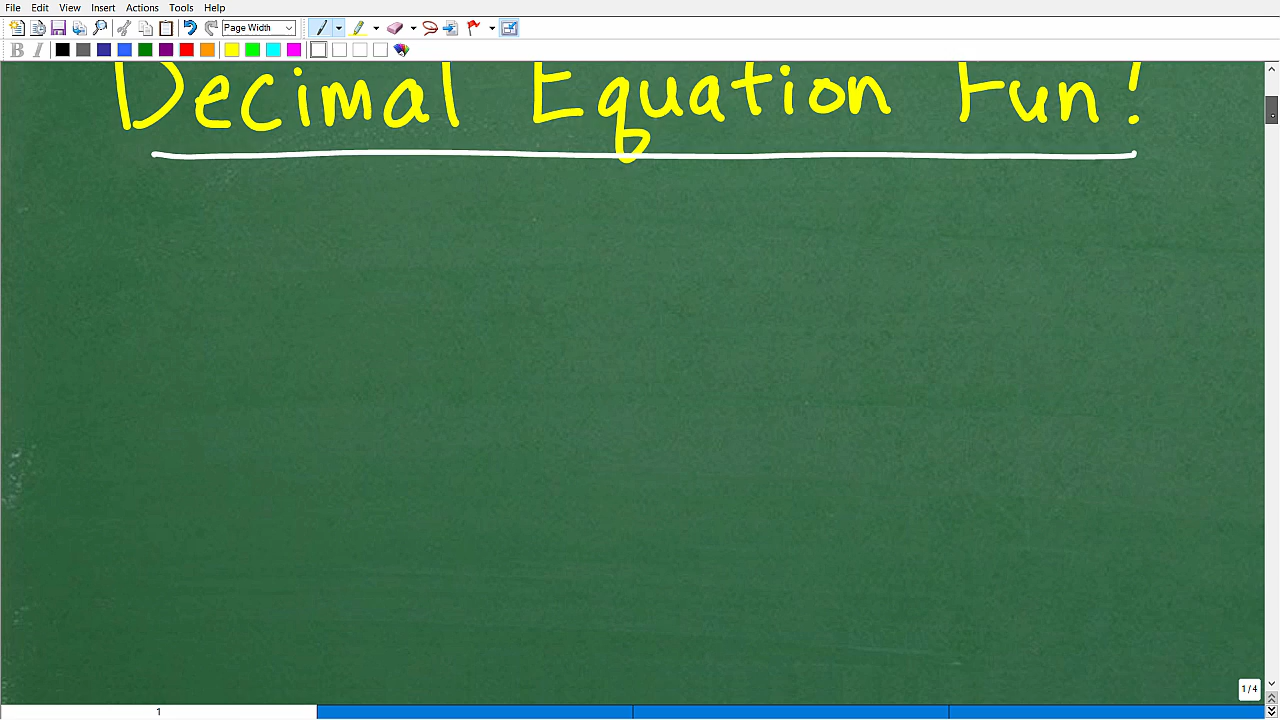 File Edit View Insert Actions Tools Help
Page Width
B I
Decimal Equation Fun!
1 / 4
1